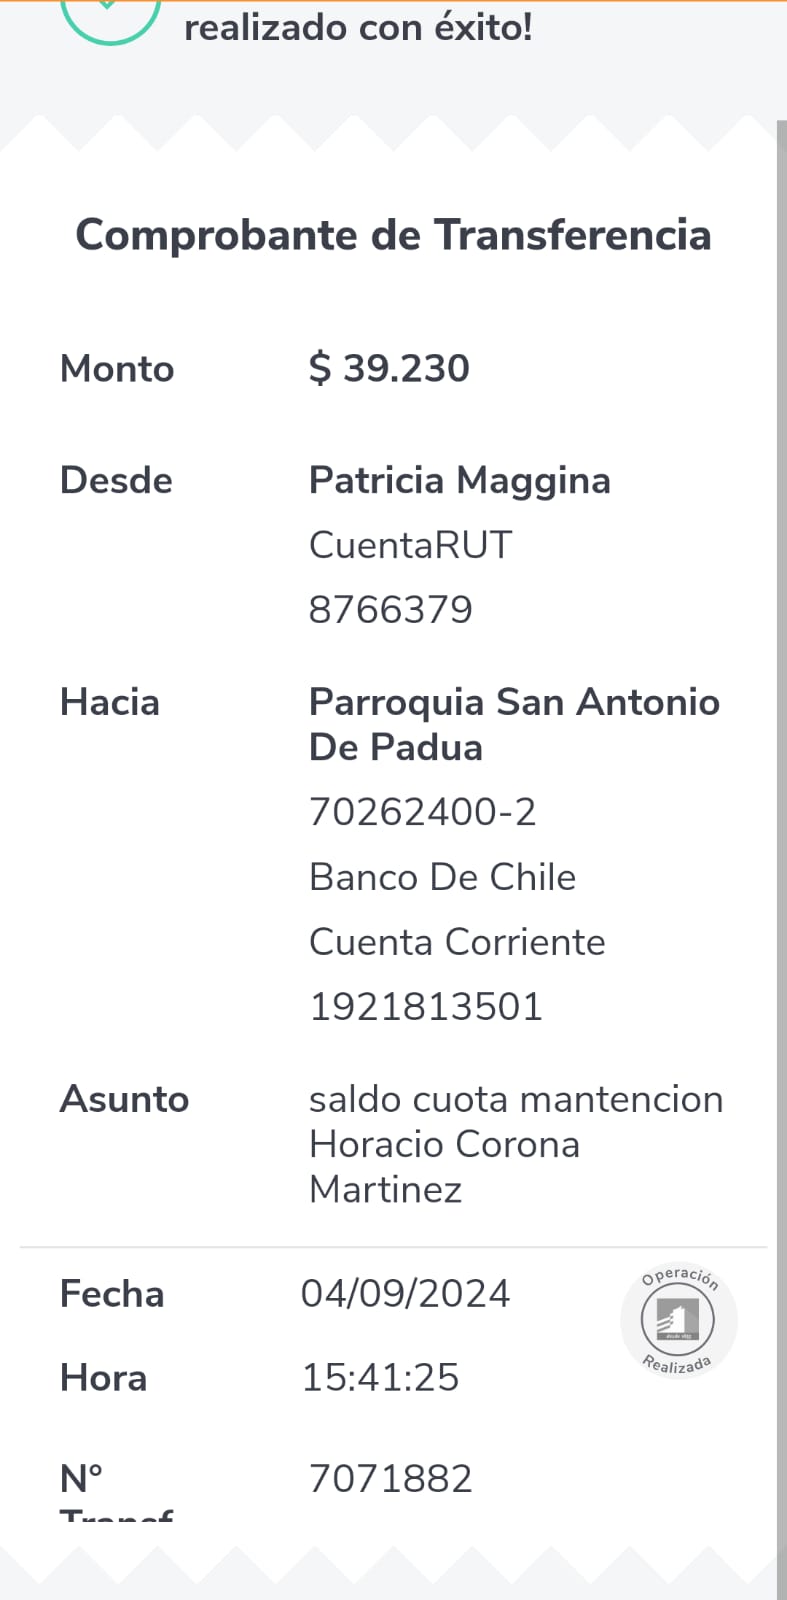 realizado con éxito!
Comprobante de Transferencia
Monto $ 39.230
Desde Patricia Maggina
CuentaRUT
8766379
Hacia Parroquia San Antonio
De Padua
70262400-2
Banco De Chile
Cuenta Corriente
1921813501
Asunto saldo cuota mantencion
Horacio Corona
Martinez
Fecha 04/09/2024
Operación
Realizada
Hora 15:41:25
N° 7071882
Transf